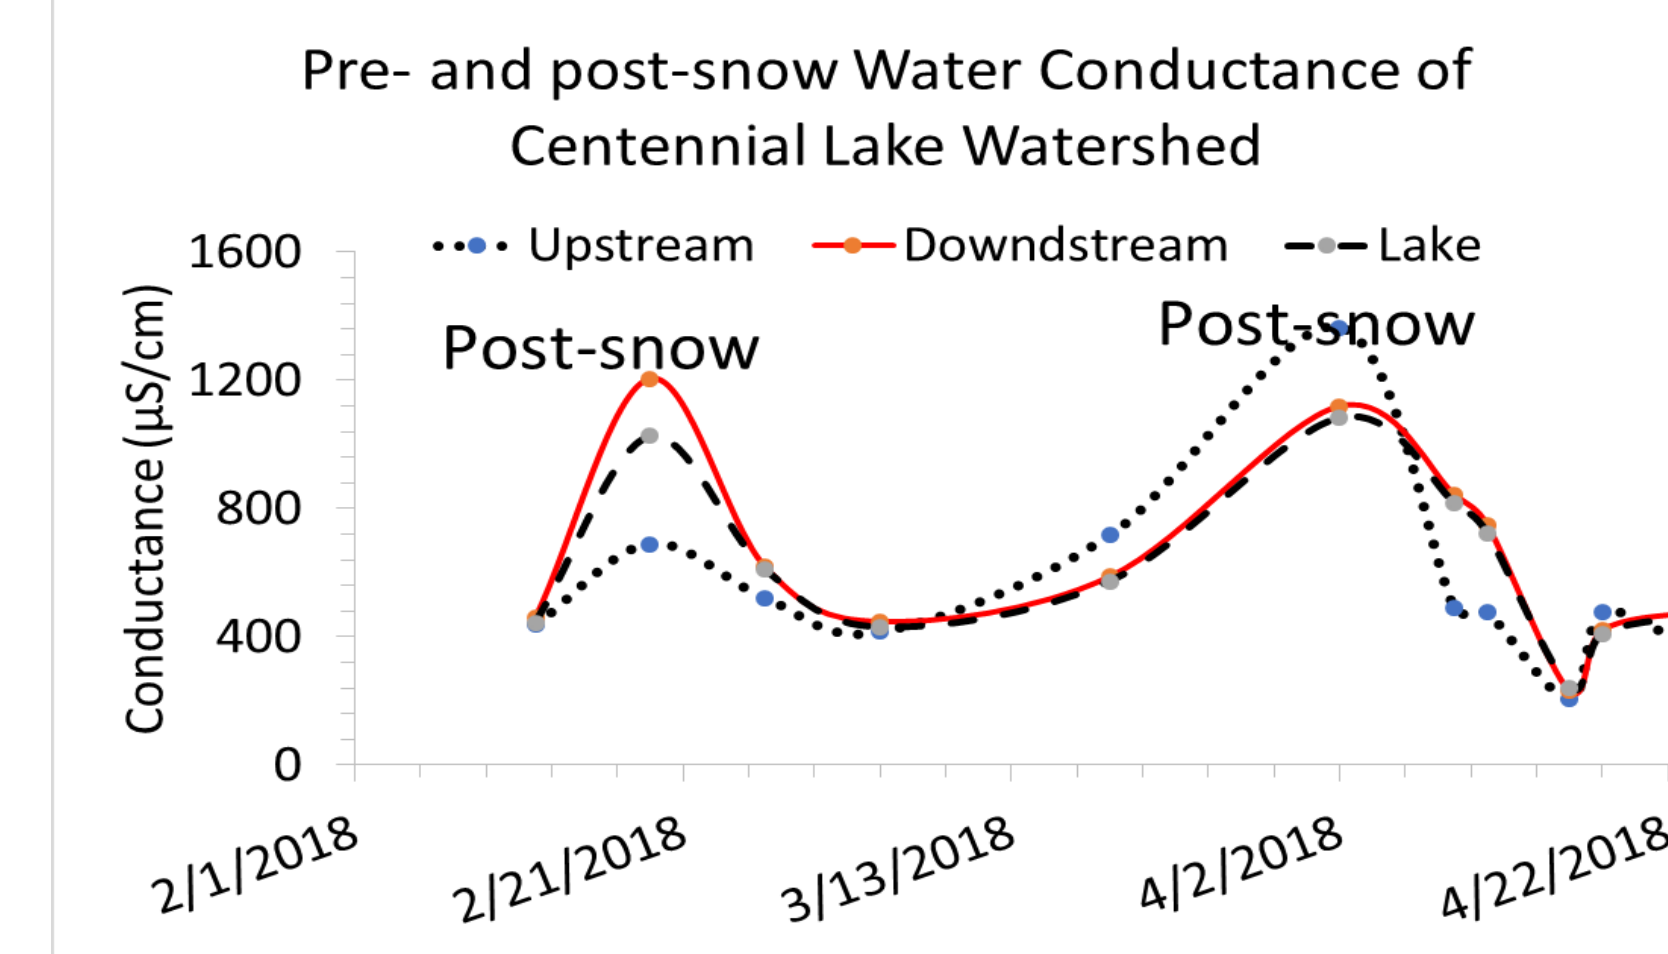 Pre- and post-snow Water Conductance of
Centennial Lake Watershed
Upstream Downdstream Lake
1600
1200
800
400
0
Conductance (µS/cm)
Post-snow
Post-snow
2/1/2018
2/21/2018
3/13/2018
4/2/2018
4/22/2018